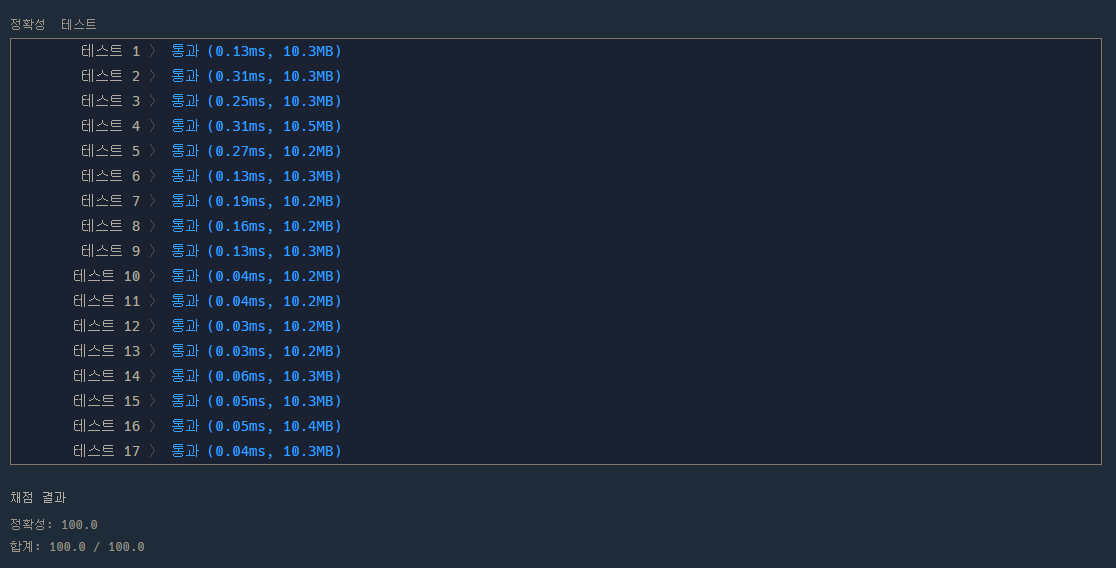 정확성 테스트
테스트 1 〉 통과 (0.13ms, 10.3MB)
테스트 2 〉 통과 (0.31ms, 10.3MB)
테스트 3 〉 통과 (0.25ms, 10.3MB)
테스트 4 〉 통과 (0.31ms, 10.5MB)
테스트 5 〉 통과 (0.27ms, 10.2MB)
테스트 6 〉 통과 (0.13ms, 10.3MB)
테스트 7 〉 통과 (0.19ms, 10.2MB)
테스트 8 〉 통과 (0.16ms, 10.2MB)
테스트 9 〉 통과 (0.13ms, 10.3MB)
테스트 10 〉 통과 (0.04ms, 10.2MB)
테스트 11 〉 통과 (0.04ms, 10.2MB)
테스트 12 〉 통과 (0.03ms, 10.2MB)
테스트 13 〉 통과 (0.03ms, 10.2MB)
테스트 14 〉 통과 (0.06ms, 10.3MB)
테스트 15 〉 통과 (0.05ms, 10.3MB)
테스트 16 〉 통과 (0.05ms, 10.4MB)
테스트 17 〉 통과 (0.04ms, 10.3MB)
채점 결과
정확성: 100.0
합계: 100.0 / 100.0